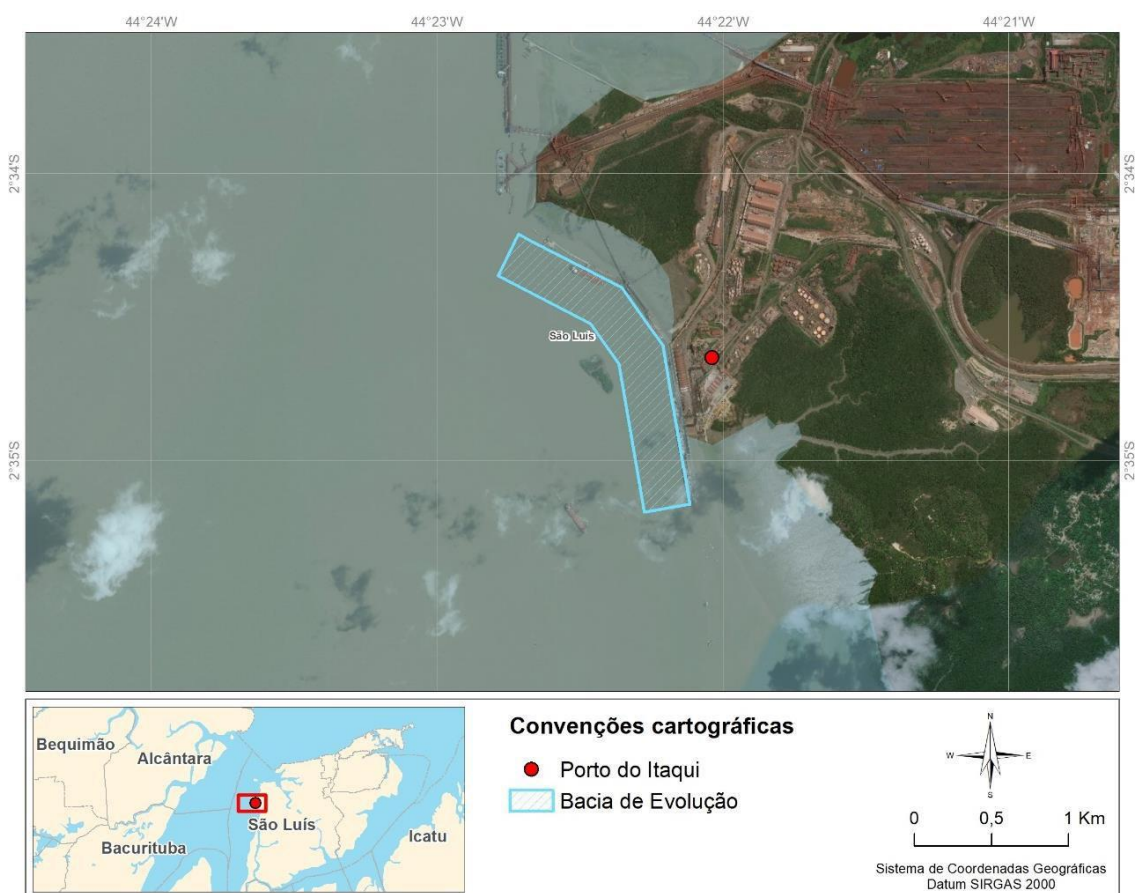 44°24'W
44°23'W
44°22'W
44°21'W
2°34'S
2°34'S
São Luís
2°35'S
2°35'S
Bequimão
Alcântara
São Luís
Bacurituba
Icatu
Convenções cartográficas
Porto do Itaqui
Bacia de Evolução
N
W
E
S
0
0,5
1 Km
Sistema de Coordenadas Geográficas
Datum SIRGAS 2000